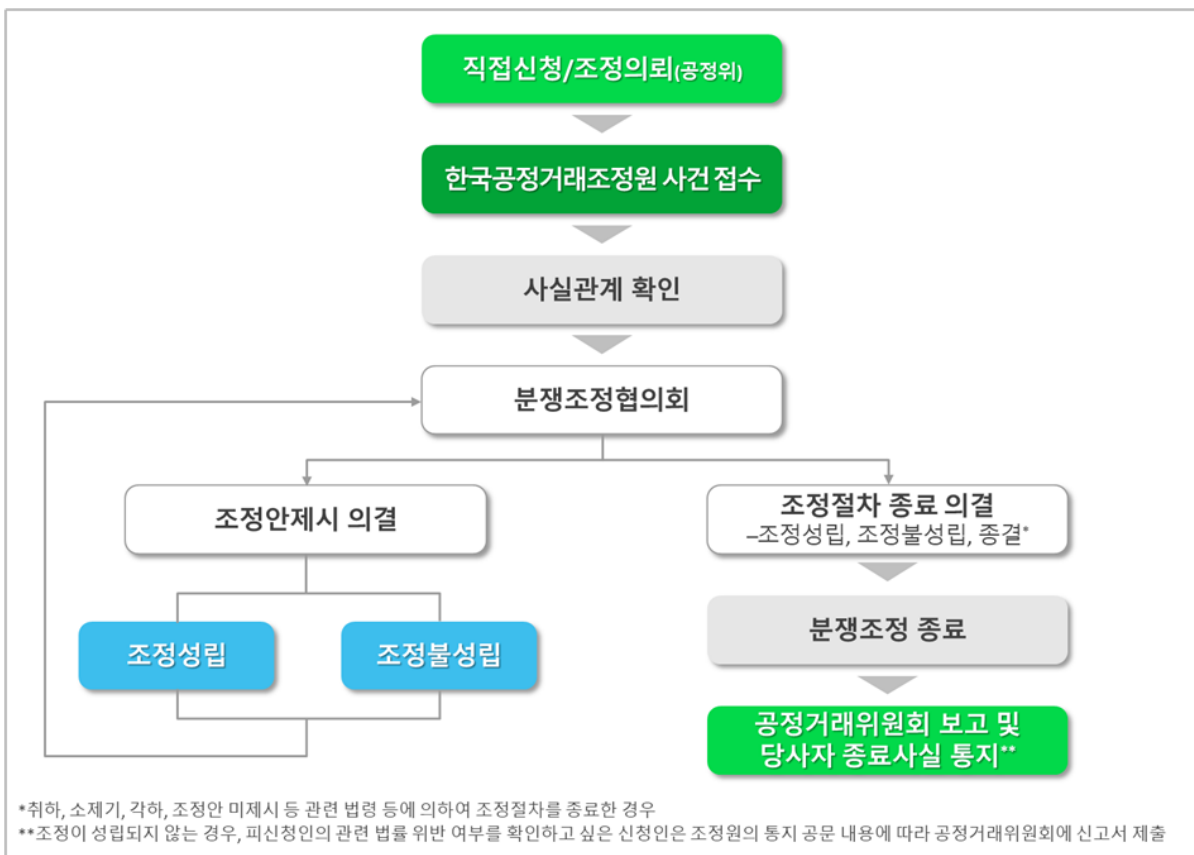 직접신청/조정의뢰(공정위)
한국공정거래조정원 사건 접수
사실관계 확인
분쟁조정협의회
조정안제시 의결
조정절차 종료 의결
–조정성립, 조정불성립, 종결*
조정성립
조정불성립
분쟁조정 종료
공정거래위원회 보고 및
당사자 종료사실 통지**
*취하, 소제기, 각하, 조정안 미제시 등 관련 법령 등에 의하여 조정절차를 종료한 경우
**조정이 성립되지 않는 경우, 피신청인의 관련 법률 위반 여부를 확인하고 싶은 신청인은 조정원의 통지 공문 내용에 따라 공정거래위원회에 신고서 제출